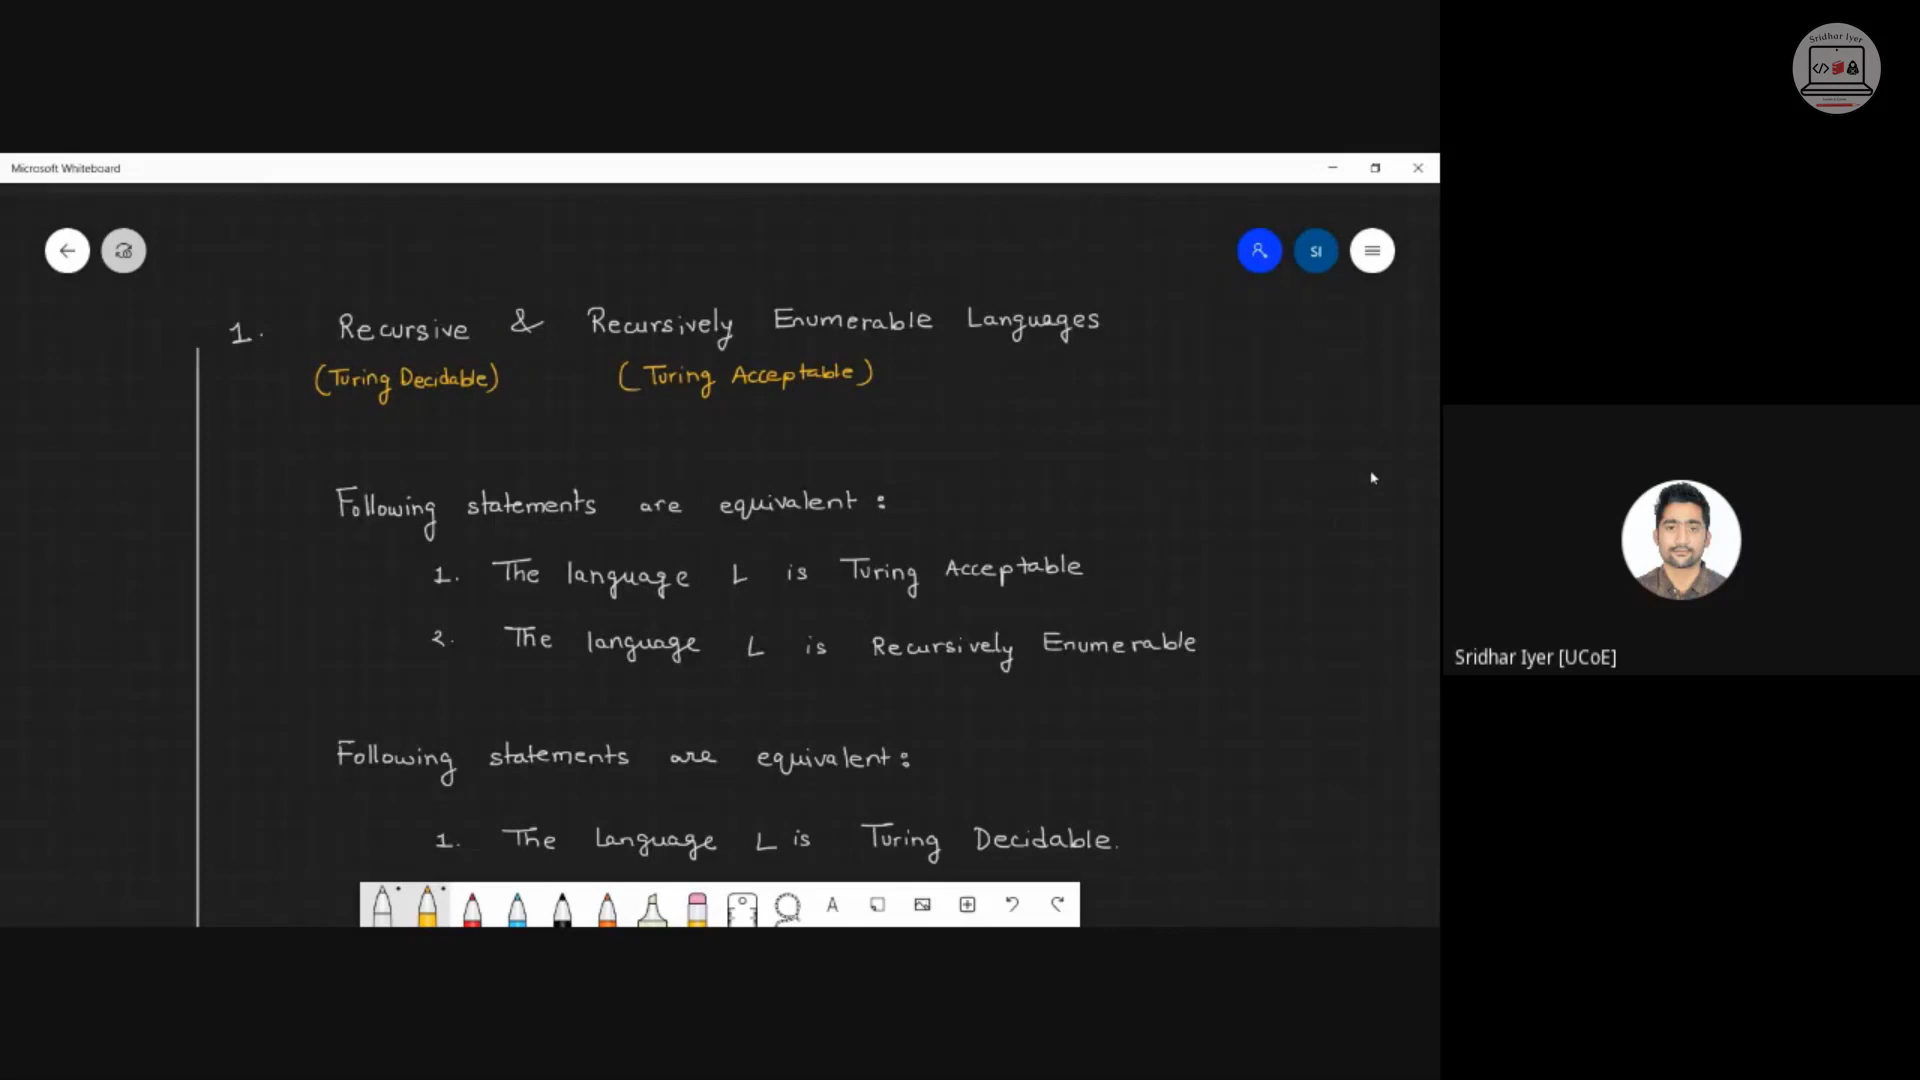 Sridhar Iyer
</>
Microsoft Whiteboard
SI
1. Recursive & Recursively Enumerable Languages
(Turing Decidable) (Turing Acceptable)
Following statements are equivalent:
1. The language L is Turing Acceptable
2. The language L is Recursively Enumerable
Following statements are equivalent:
1. The Language L is Turing Decidable.
A
Sridhar Iyer [UCoE]